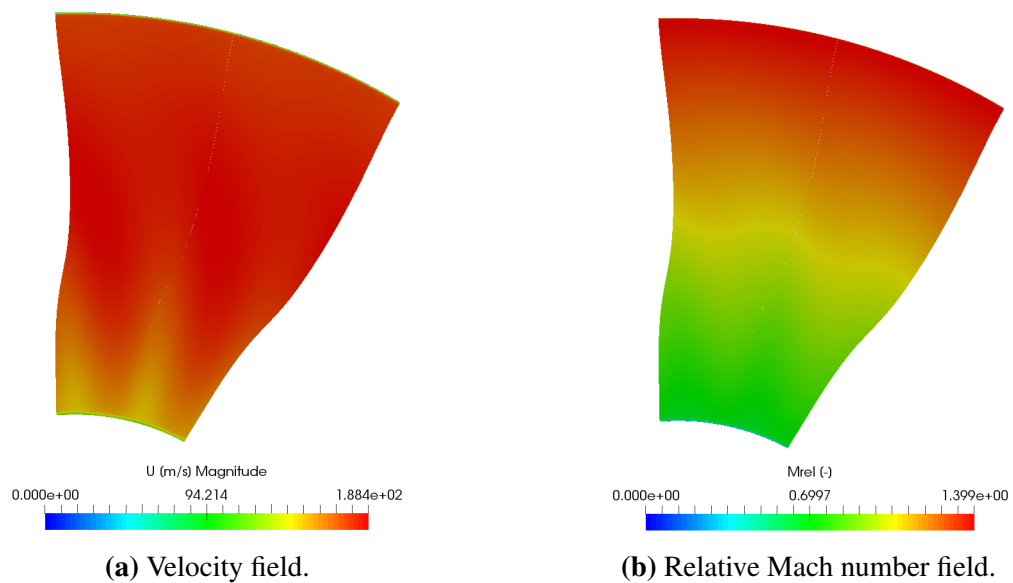 U (m/s) Magnitude
0.000e+00 94.214 1.884e+02
(a) Velocity field.
Mrel (-)
0.000e+00 0.6997 1.399e+00
(b) Relative Mach number field.